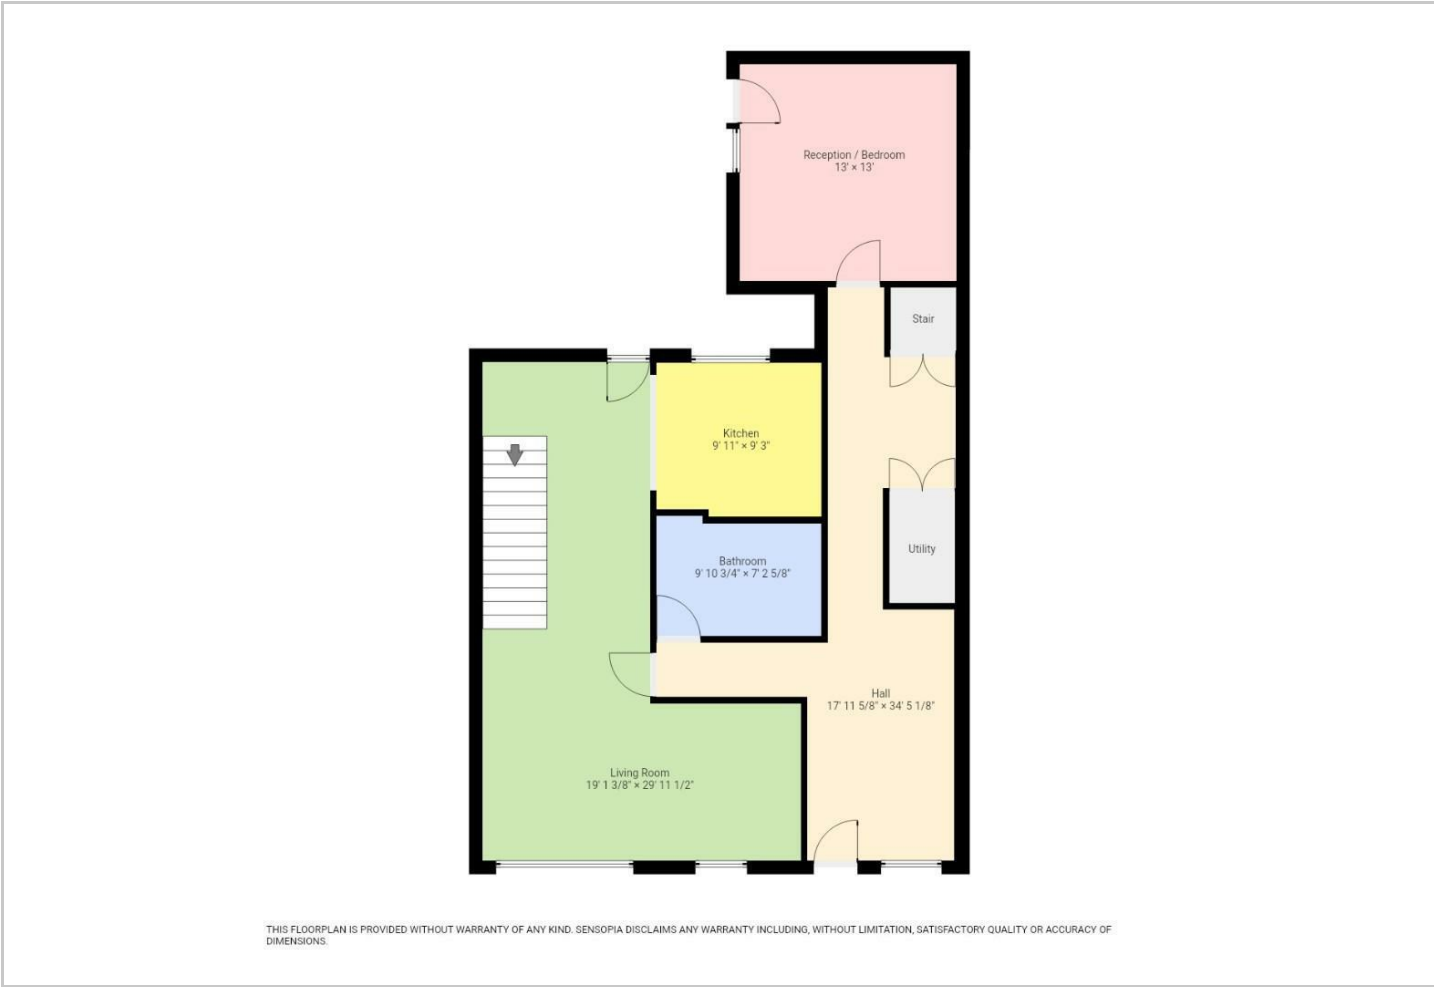 Reception / Bedroom
13' × 13'
Stair
Kitchen
9' 11" × 9' 3"
Bathroom
9' 10 3/4" × 7' 2 5/8"
Utility
Hall
17' 11 5/8" × 34' 5 1/8"
Living Room
19' 1 3/8" × 29' 11 1/2"
THIS FLOORPLAN IS PROVIDED WITHOUT WARRANTY OF ANY KIND. SENSOPIA DISCLAIMS ANY WARRANTY INCLUDING, WITHOUT LIMITATION, SATISFACTORY QUALITY OR ACCURACY OF
DIMENSIONS.